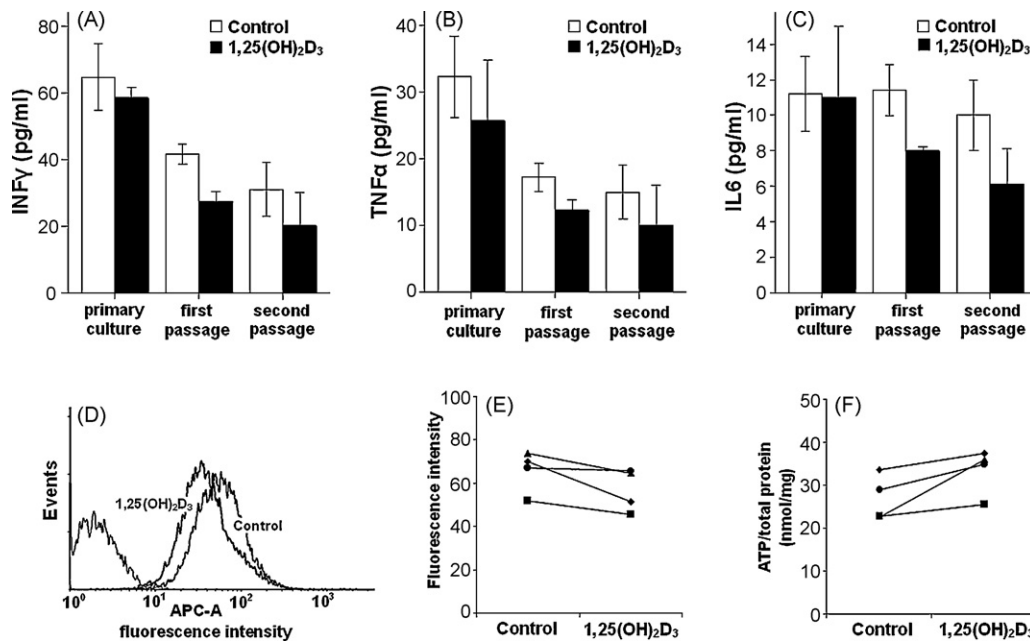 (A)
Control
1,25(OH)₂D₃
INFγ (pg/ml)
80
60
40
20
0
primary culture
first passage
second passage
(B)
Control
1,25(OH)₂D₃
TNFα (pg/ml)
40
30
20
10
0
primary culture
first passage
second passage
(C)
Control
1,25(OH)₂D₃
IL6 (pg/ml)
14
12
10
8
6
4
2
0
primary culture
first passage
second passage
(D)
Events
1,25(OH)₂D₃
Control
10⁰
10¹
10²
10³
APC-A
fluorescence intensity
(E)
Fluorescence intensity
100
80
60
40
20
0
Control
1,25(OH)₂D₃
(F)
ATP/total protein
(nmol/mg)
50
40
30
20
10
0
Control
1,25(OH)₂D₃